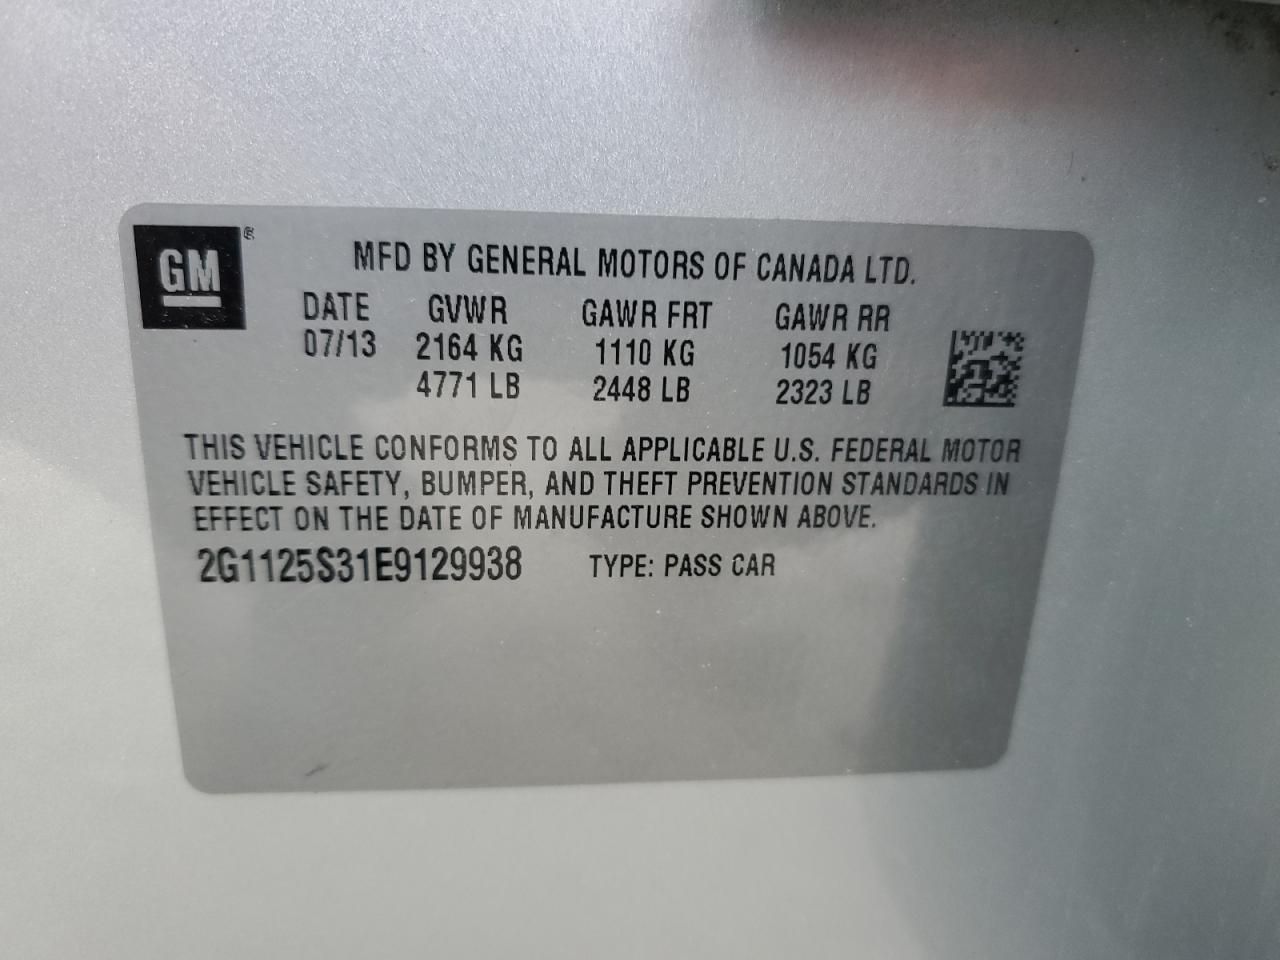 GM ®
MFD BY GENERAL MOTORS OF CANADA LTD.
DATE GVWR GAWR FRT GAWR RR
07/13 2164 KG 1110 KG 1054 KG
4771 LB 2448 LB 2323 LB
THIS VEHICLE CONFORMS TO ALL APPLICABLE U.S. FEDERAL MOTOR
VEHICLE SAFETY, BUMPER, AND THEFT PREVENTION STANDARDS IN
EFFECT ON THE DATE OF MANUFACTURE SHOWN ABOVE.
2G1125S31E9129938 TYPE: PASS CAR